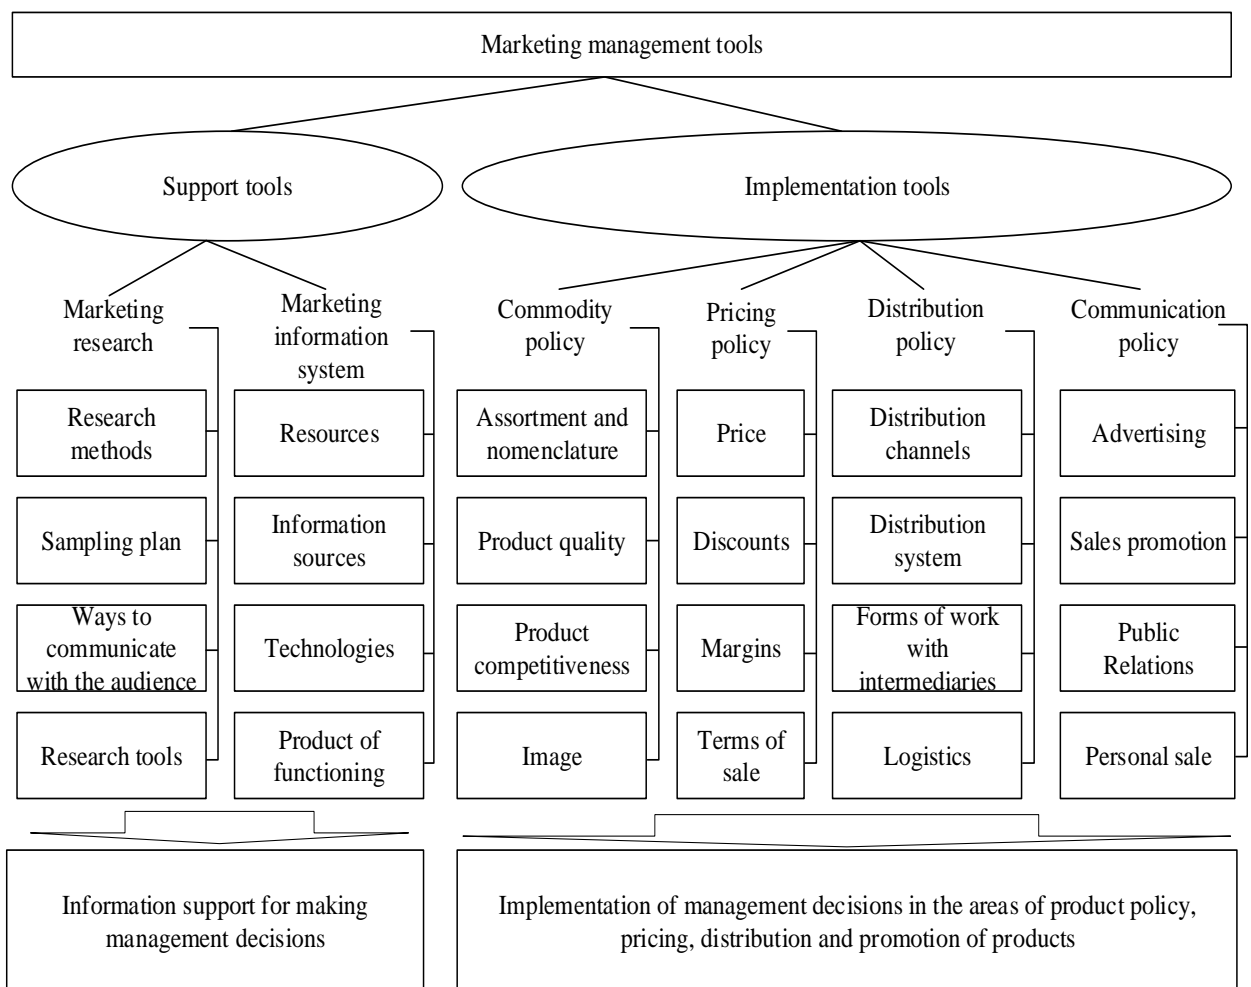 Marketing management tools
Support tools
Implementation tools
Marketing
research
Marketing
information
system
Commodity
policy
Pricing
policy
Distribution
policy
Communication
policy
Research
methods
Resources
Assortment and
nomenclature
Price
Distribution
channels
Advertising
Sampling plan
Information
sources
Product quality
Discounts
Distribution
system
Sales promotion
Ways to
communicate
with the audience
Technologies
Product
competitiveness
Margins
Forms of work
with
intermediaries
Public
Relations
Research tools
Product of
functioning
Image
Terms of
sale
Logistics
Personal sale
Information support for making
management decisions
Implementation of management decisions in the areas of product policy,
pricing, distribution and promotion of products